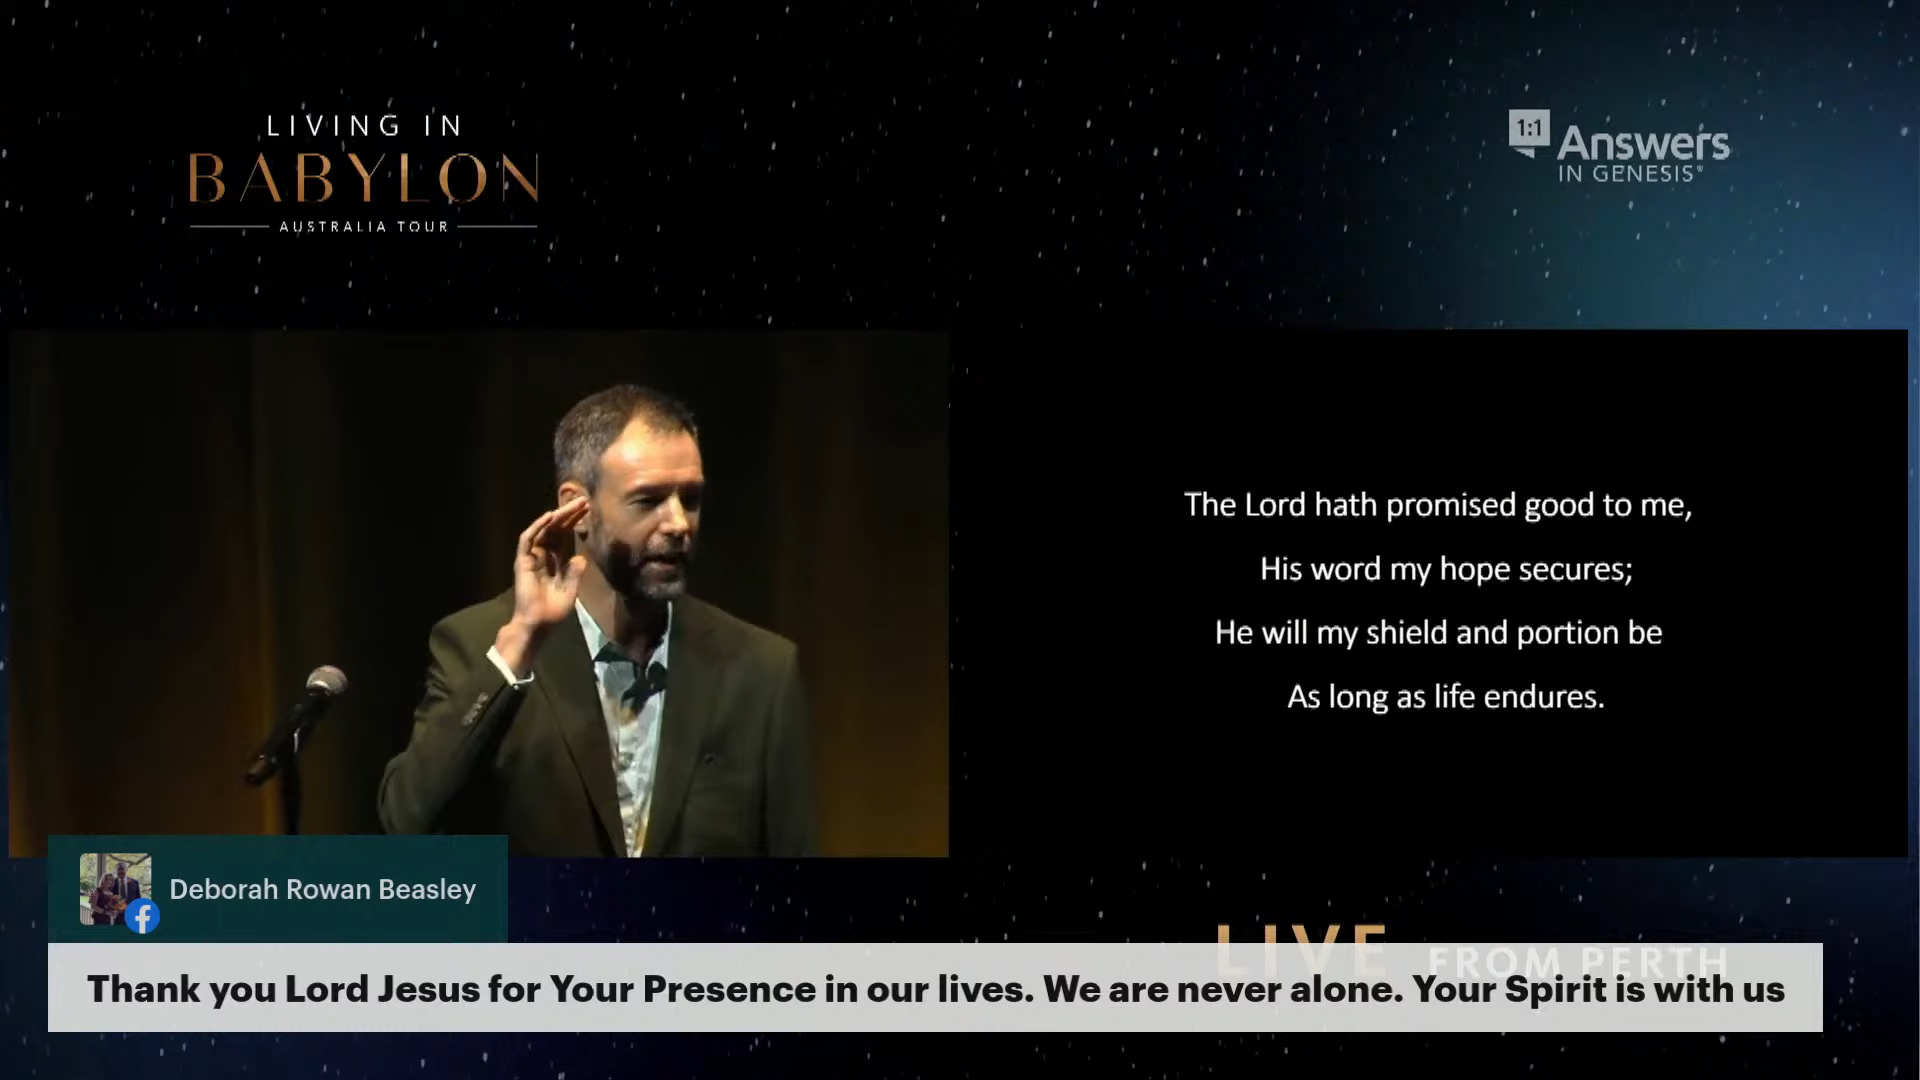 LIVING IN
BABYLON
AUSTRALIA TOUR
1:1
Answers
IN GENESIS®
The Lord hath promised good to me,
His word my hope secures;
He will my shield and portion be
As long as life endures.
Deborah Rowan Beasley
LIVE FROM PERTH
Thank you Lord Jesus for Your Presence in our lives. We are never alone. Your Spirit is with us